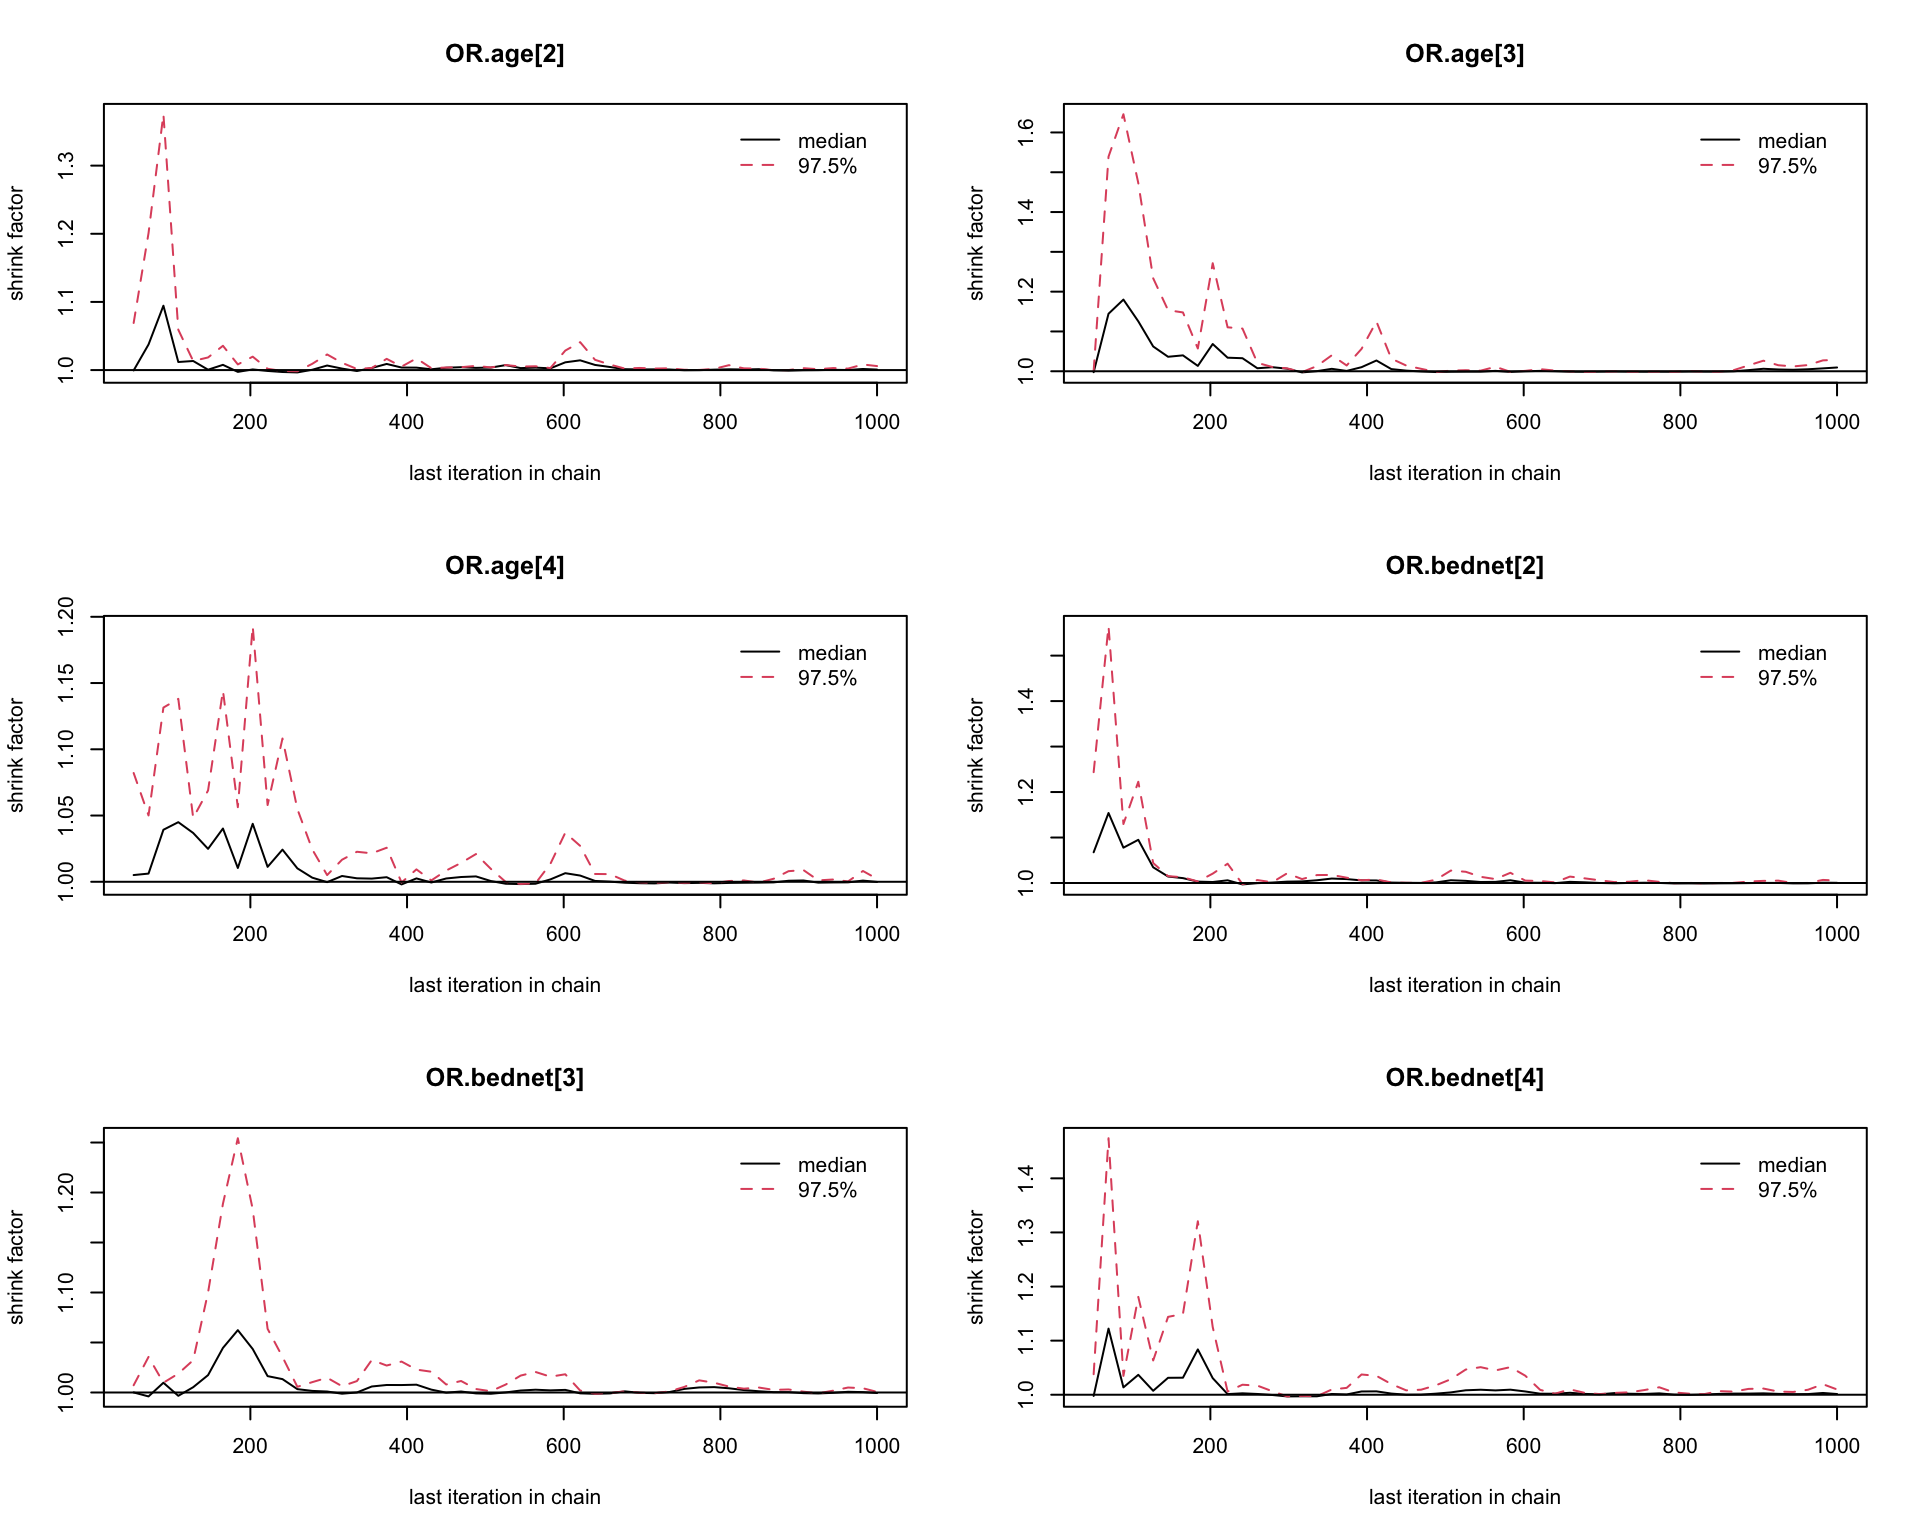 OR.age[2]
1.0 1.1 1.2 1.3
shrink factor
median
97.5%
200 400 600 800 1000
last iteration in chain
OR.age[3]
1.0 1.2 1.4 1.6
shrink factor
median
97.5%
200 400 600 800 1000
last iteration in chain
OR.age[4]
1.00 1.05 1.10 1.15 1.20
shrink factor
median
97.5%
200 400 600 800 1000
last iteration in chain
OR.bednet[2]
1.0 1.2 1.4
shrink factor
median
97.5%
200 400 600 800 1000
last iteration in chain
OR.bednet[3]
1.00 1.10 1.20
shrink factor
median
97.5%
200 400 600 800 1000
last iteration in chain
OR.bednet[4]
1.0 1.1 1.2 1.3 1.4
shrink factor
median
97.5%
200 400 600 800 1000
last iteration in chain